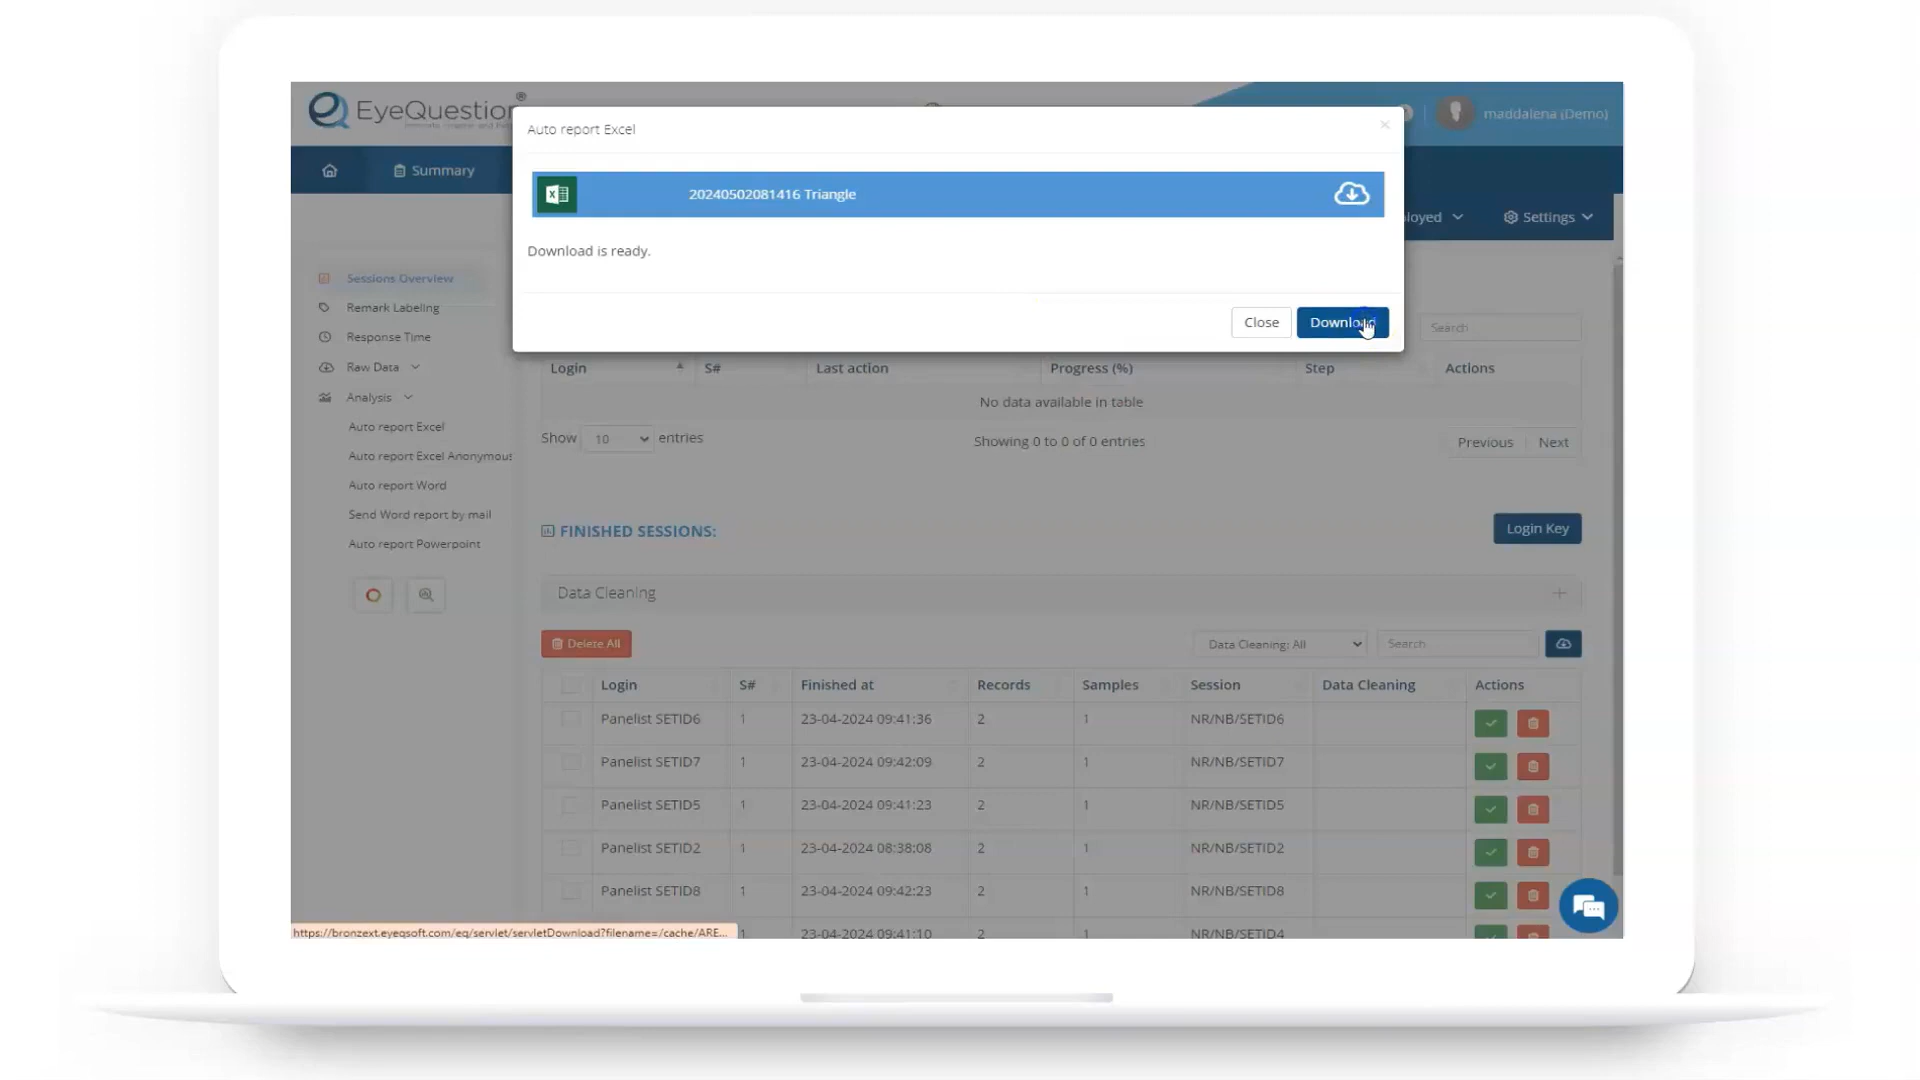 EyeQuestion
®
maddalena (Demo)
Summary
Settings
Auto report Excel
×
20240502081416 Triangle
Download is ready.
Close
Download
Sessions Overview
Remark Labeling
Response Time
Raw Data
Analysis
Auto report Excel
Auto report Excel Anonymous
Auto report Word
Send Word report by mail
Auto report Powerpoint
Search
Login S# Last action Progress (%) Step Actions
No data available in table
Show 10 entries
Showing 0 to 0 of 0 entries
Previous Next
FINISHED SESSIONS:
Login Key
Data Cleaning
Delete All
Data Cleaning: All
Search
Login S# Finished at Records Samples Session Data Cleaning Actions
Panelist SETID6 1 23-04-2024 09:41:36 2 1 NR/NB/SETID6
Panelist SETID7 1 23-04-2024 09:42:09 2 1 NR/NB/SETID7
Panelist SETID5 1 23-04-2024 09:41:23 2 1 NR/NB/SETID5
Panelist SETID2 1 23-04-2024 08:38:08 2 1 NR/NB/SETID2
Panelist SETID8 1 23-04-2024 09:42:23 2 1 NR/NB/SETID8
1 23-04-2024 09:41:10 2 1 NR/NB/SETID4
https://bronzext.eyeqsoft.com/eq/servlet/servletDownload?filename=/cache/ARE...